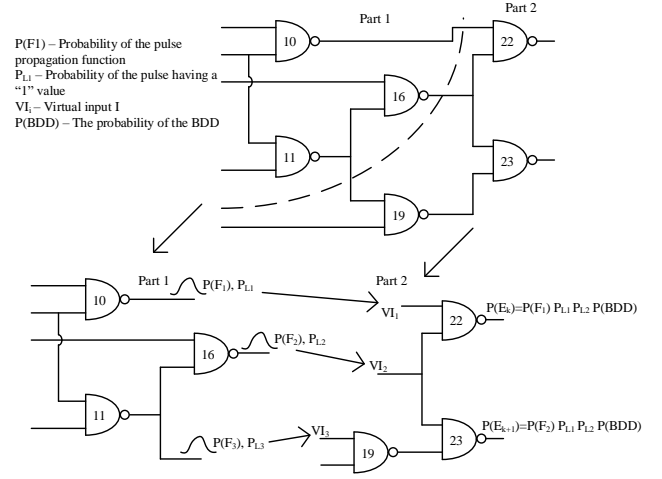 Part 1
Part 2
P(F1) – Probability of the pulse
propagation function
PL1 – Probability of the pulse having a
“1” value
VIi – Virtual input I
P(BDD) – The probability of the BDD
10
22
16
11
23
19
Part 1
P(F1), PL1
Part 2
10
VI1
22
P(Ek)=P(F1) PL1 PL2 P(BDD)
16
P(F2), PL2
VI2
11
P(F3), PL3
VI3
19
23
P(Ek+1)=P(F2) PL1 PL2 P(BDD)